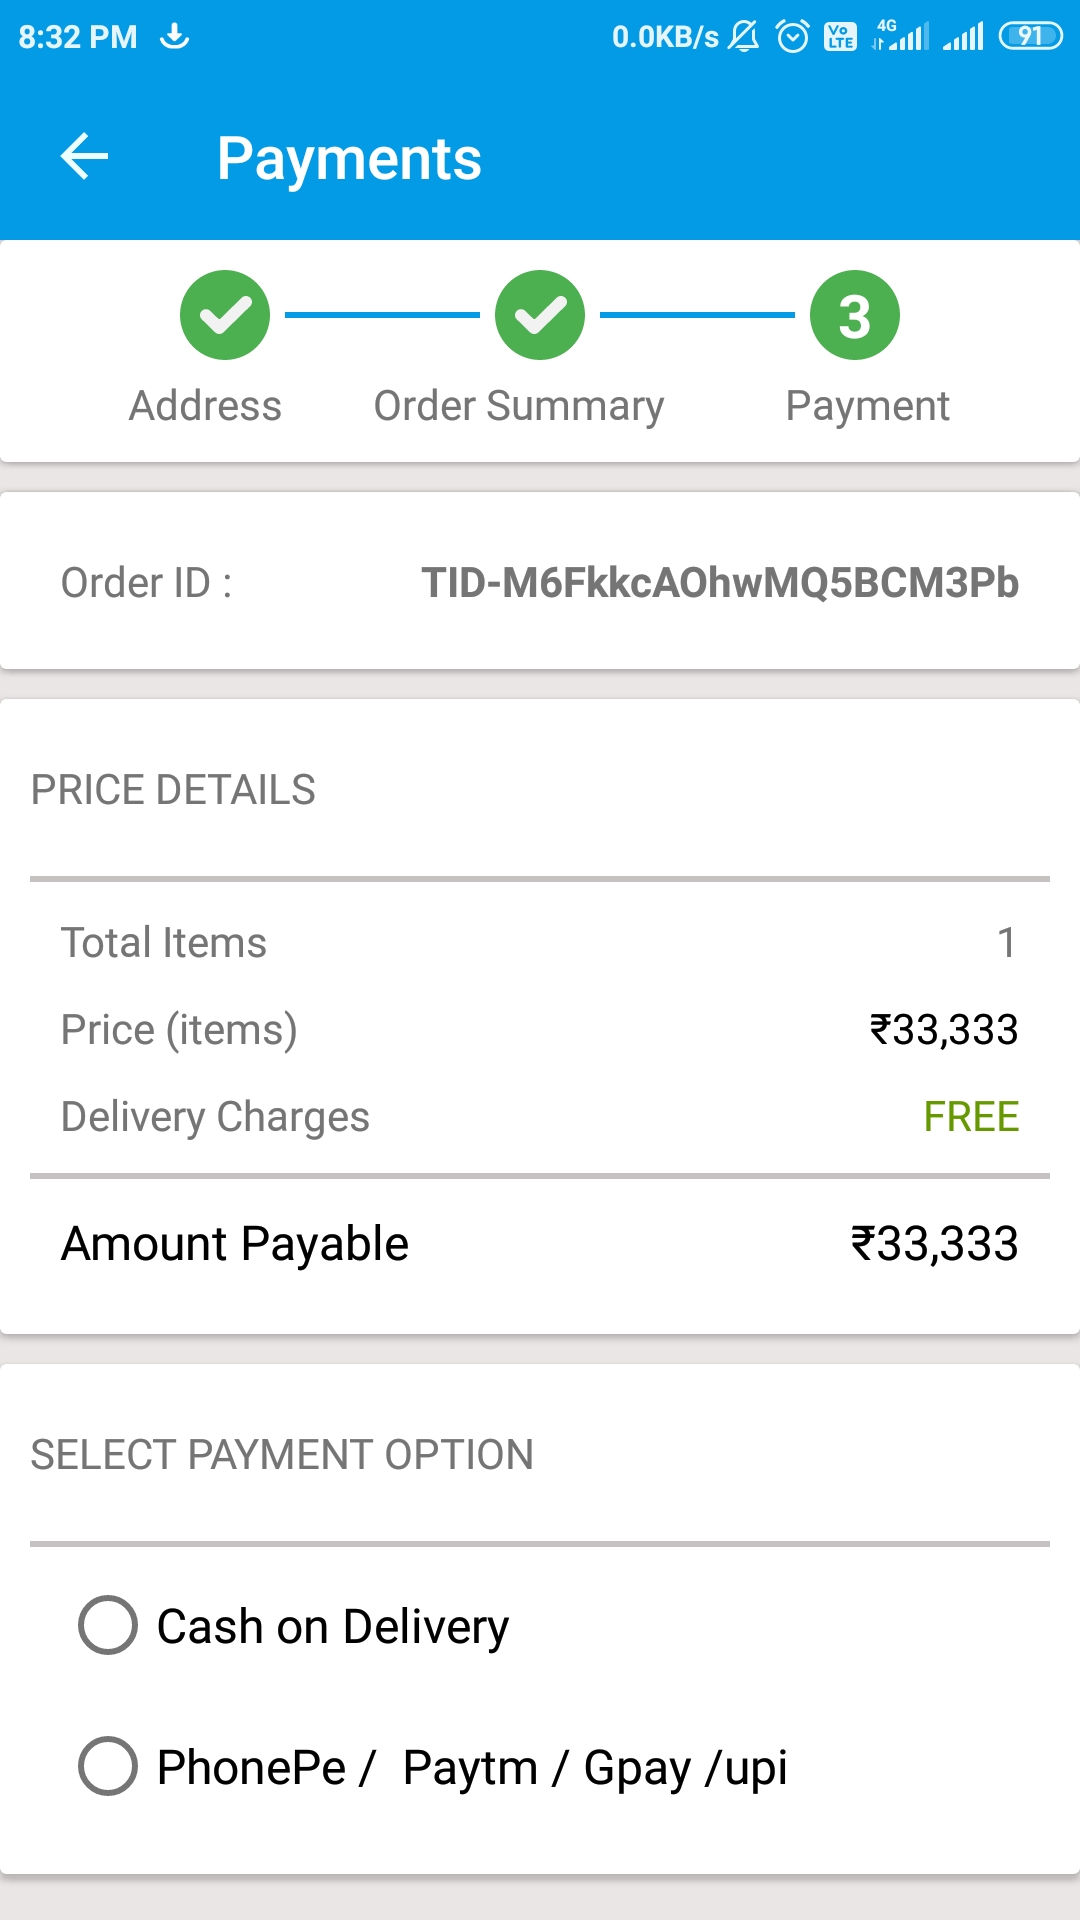 8:32 PM 0.0KB/s Vo LTE 4G 91
Payments
3
Address Order Summary Payment
Order ID : TID-M6FkkcAOhwMQ5BCM3Pb
PRICE DETAILS
Total Items 1
Price (items) ₹33,333
Delivery Charges FREE
Amount Payable ₹33,333
SELECT PAYMENT OPTION
Cash on Delivery
PhonePe /  Paytm / Gpay /upi